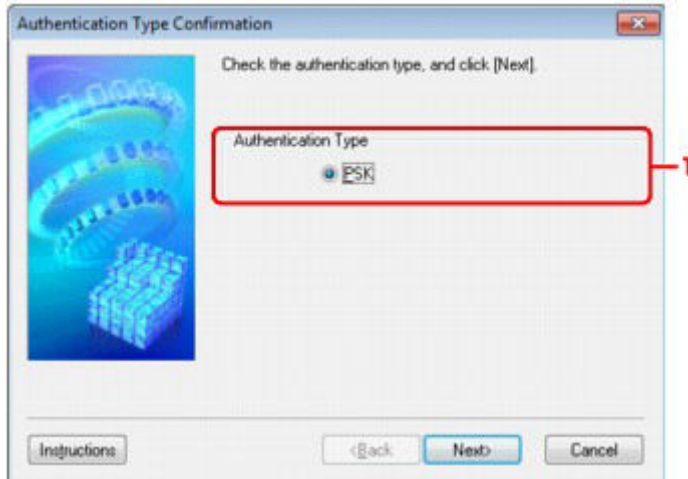 Authentication Type Confirmation
Check the authentication type, and click [Next].
Authentication Type
PSK
1
Instructions <Back Next> Cancel